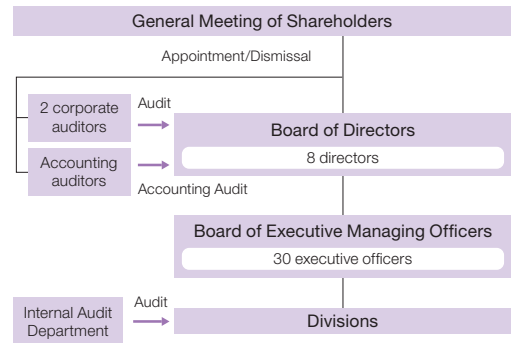 General Meeting of Shareholders
Appointment/Dismissal
2 corporate
auditors
Audit
Board of Directors
8 directors
Accounting
auditors
Accounting Audit
Board of Executive Managing Officers
30 executive officers
Internal Audit
Department
Audit
Divisions